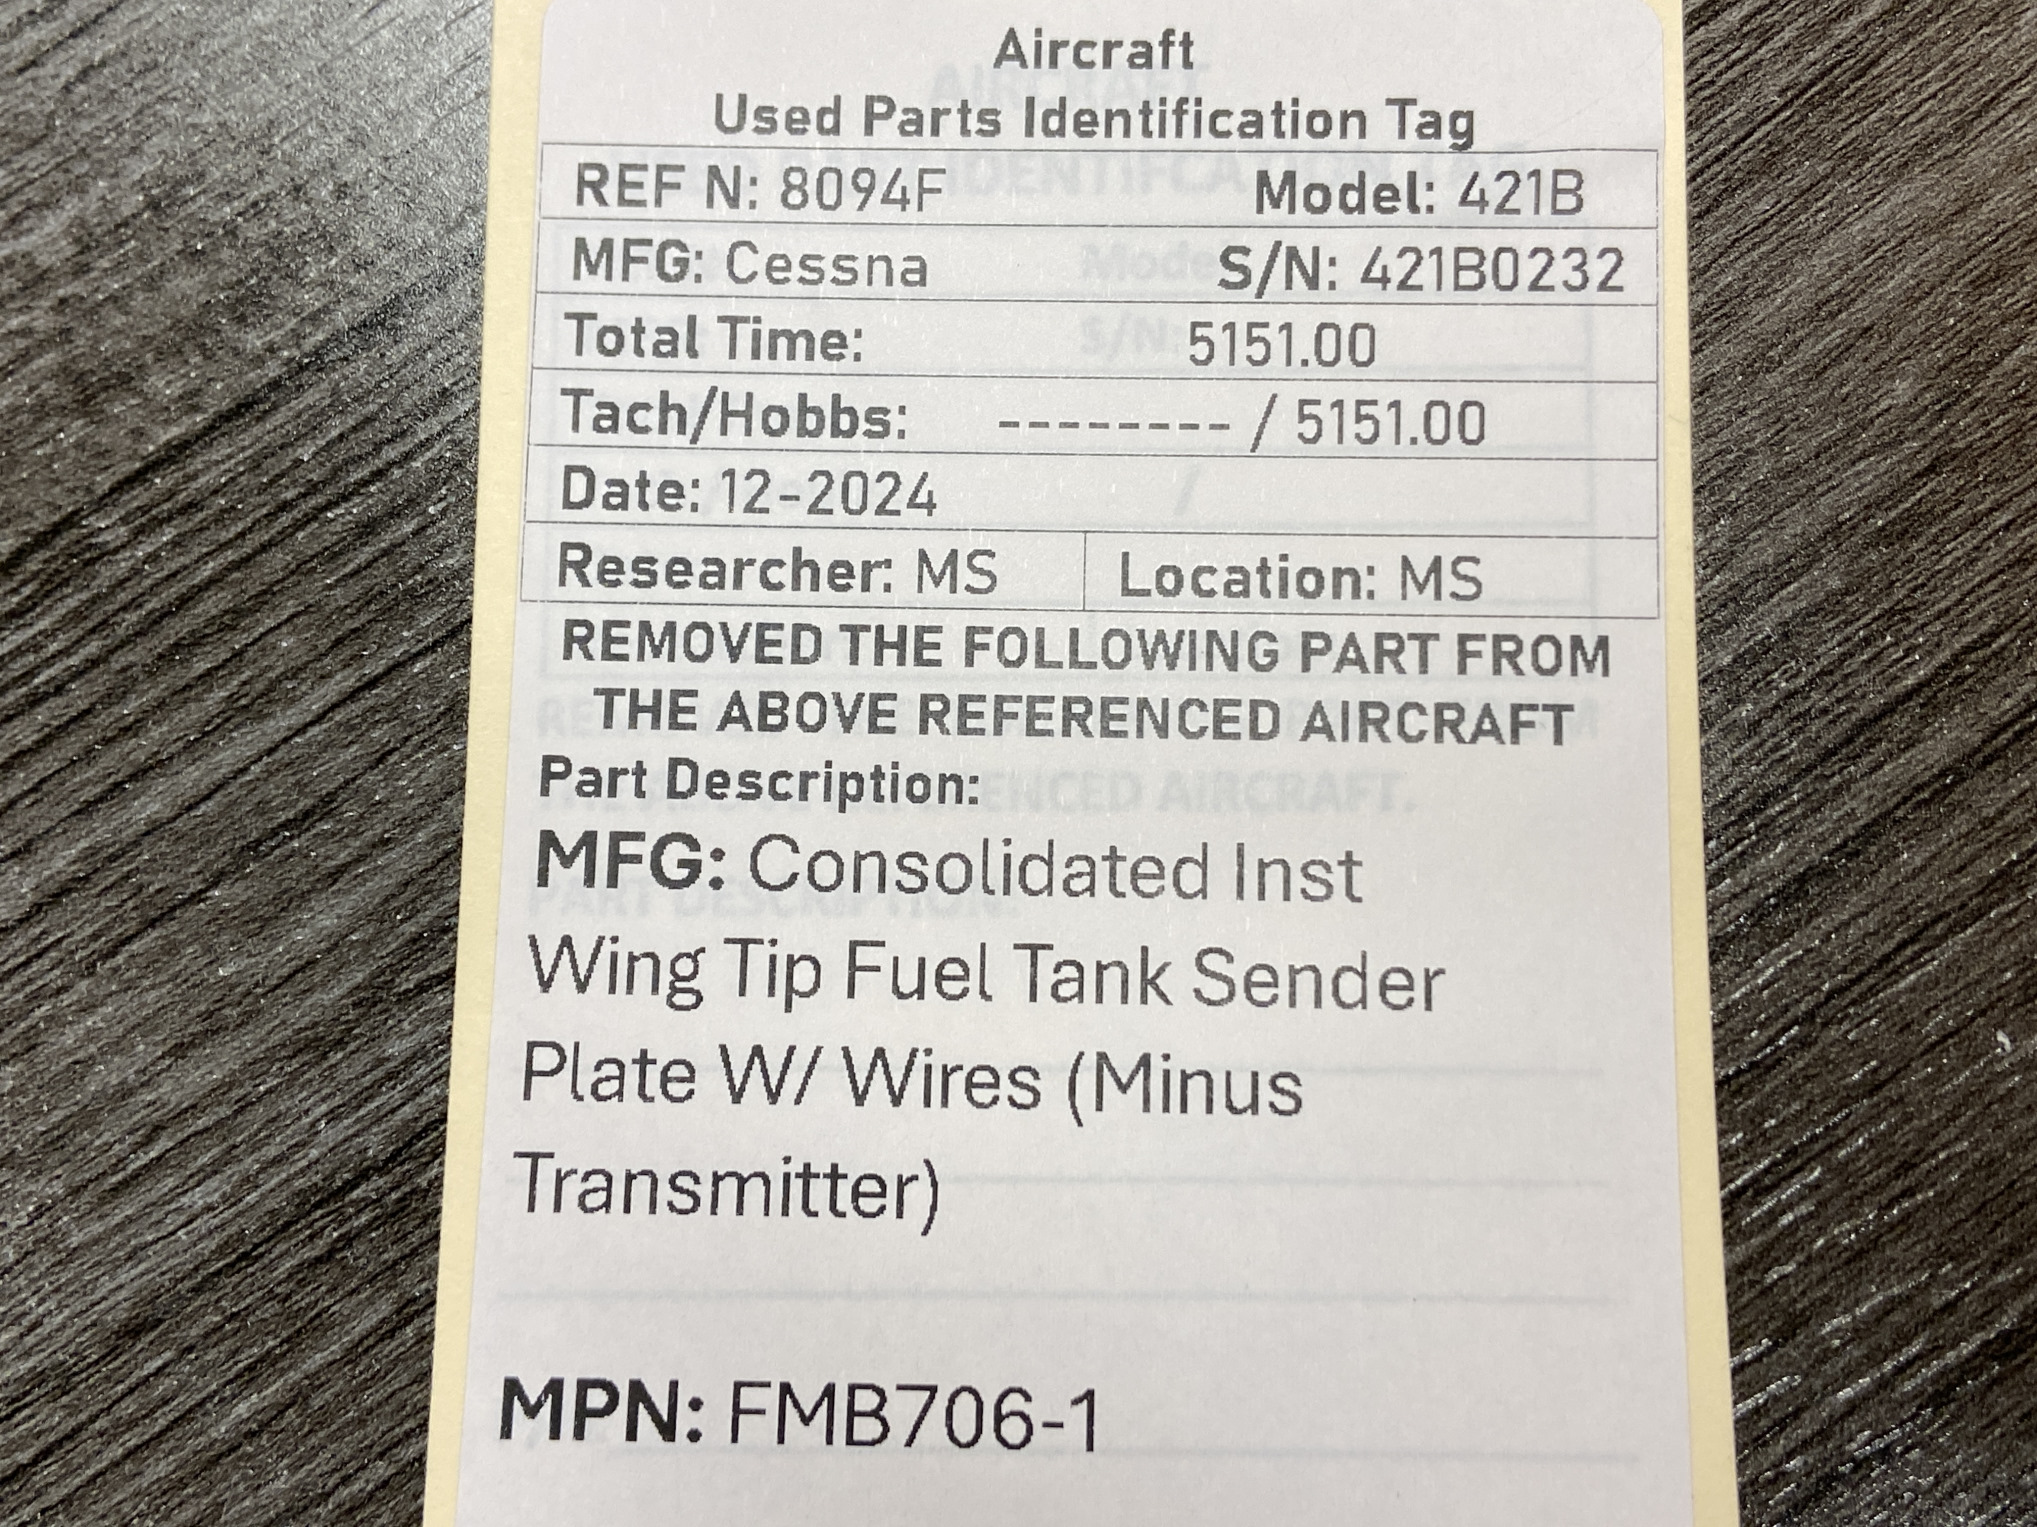 Aircraft
Used Parts Identification Tag
REF N: 8094F Model: 421B
MFG: Cessna S/N: 421B0232
Total Time: 5151.00
Tach/Hobbs: -------- / 5151.00
Date: 12-2024
Researcher: MS Location: MS
REMOVED THE FOLLOWING PART FROM
THE ABOVE REFERENCED AIRCRAFT
Part Description:
MFG: Consolidated Inst
Wing Tip Fuel Tank Sender
Plate W/ Wires (Minus
Transmitter)
MPN: FMB706-1